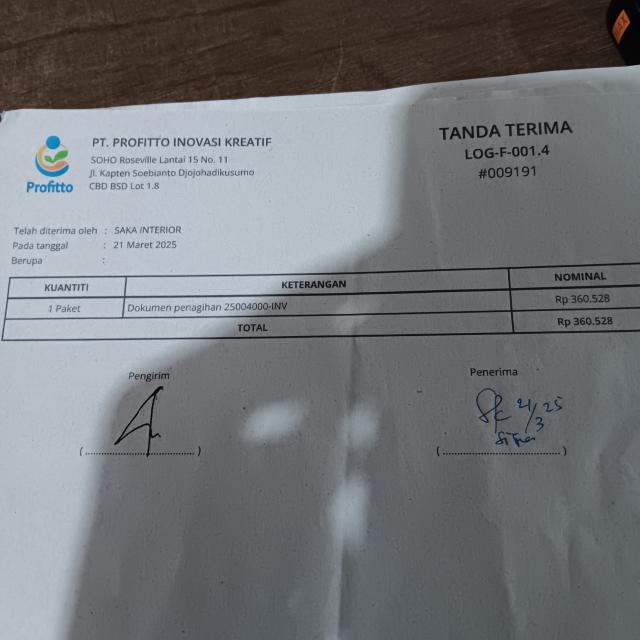 PT. PROFITTO INOVASI KREATIF
SOHO Roseville Lantai 15 No. 11
Jl. Kapten Soebianto Djojohadikusumo
CBD BSD Lot 1.8
Profitto
TANDA TERIMA
LOG-F-001.4
#009191
Telah diterima oleh : SAKA INTERIOR
Pada tanggal : 21 Maret 2025
Berupa :
KUANTITI KETERANGAN NOMINAL
1 Paket Dokumen penagihan 25004000-INV Rp 360.528
TOTAL Rp 360.528
Pengirim Penerima
21/3 25
(..................................) (..................................)